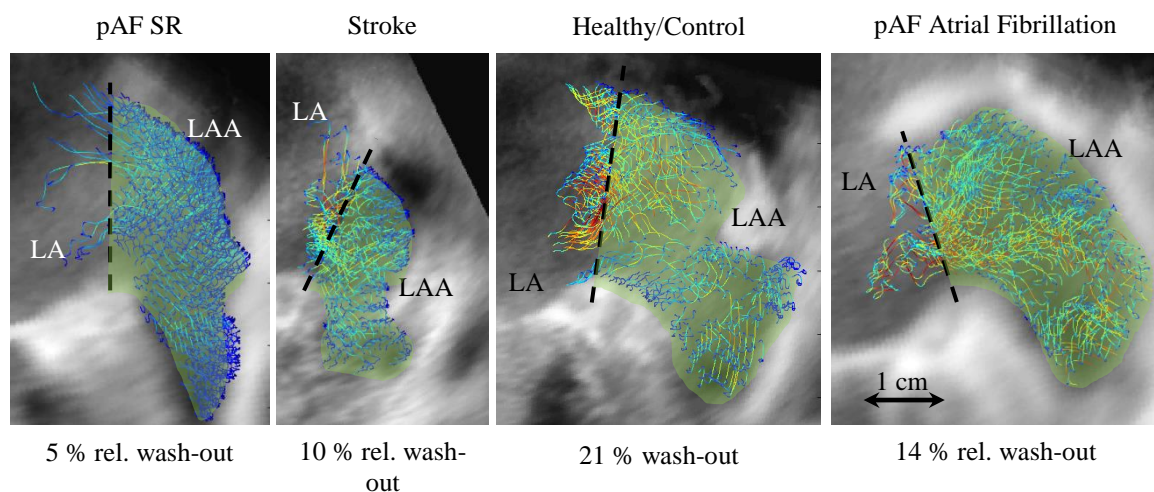 pAF SR
Stroke
Healthy/Control
pAF Atrial Fibrillation
LAA
LA
LA
LAA
LAA
LA
LAA
LA
1 cm
5 % rel. wash-out
10 % rel. wash-
out
21 % wash-out
14 % rel. wash-out